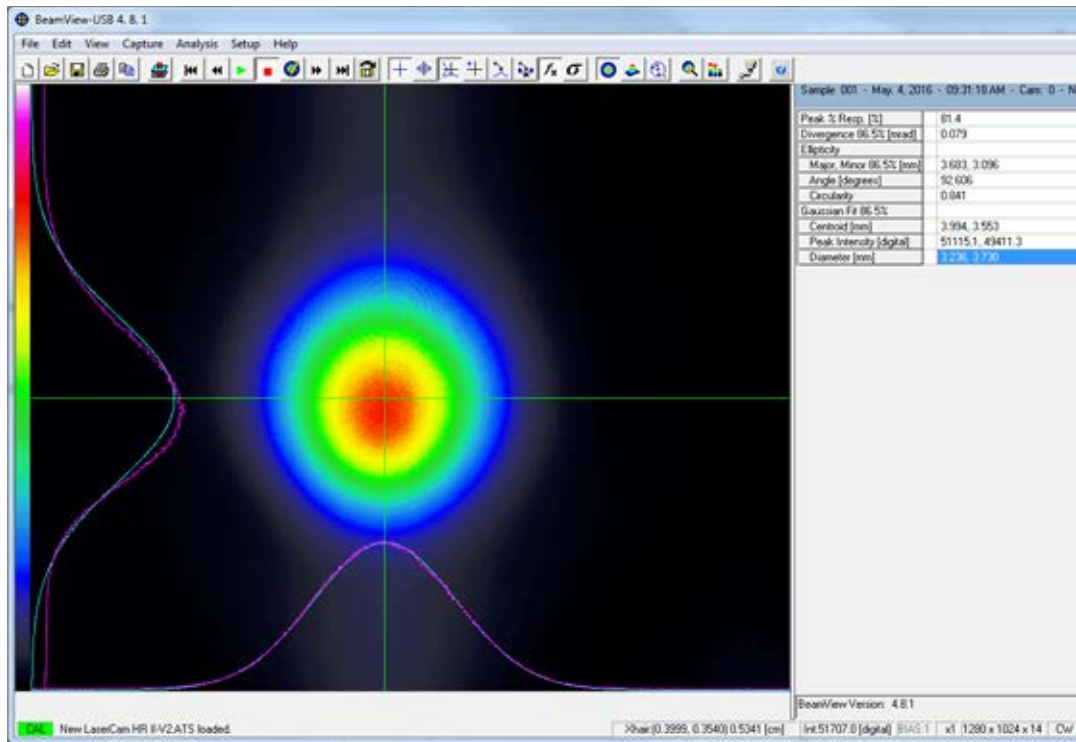 BeamView-USB 4.8.1
File Edit View Capture Analysis Setup Help
Sample 001 - May. 4, 2016 - 09:31:18 AM - Cam: 0 - N
Peak % Resp. [%] 81.4
Divergence 86.5% [mrad] 0.079
Ellipticity
Major, Minor 86.5% [mm] 3.683, 3.096
Angle [degrees] 92.606
Circularity 0.841
Gaussian Fit 86.5%
Centroid [mm] 3.994, 3.553
Peak Intensity [digital] 51115.1, 49411.3
Diameter [mm] 3.236, 3.730
BeamView Version: 4.8.1
CAL New LaserCam HR II-V2.ATS loaded. Xhair:(0.3999, 0.3540) 0.5341 [cm] Int:51707.0 [digital] BIAS:1 x1 1280 x 1024 x 14 CW